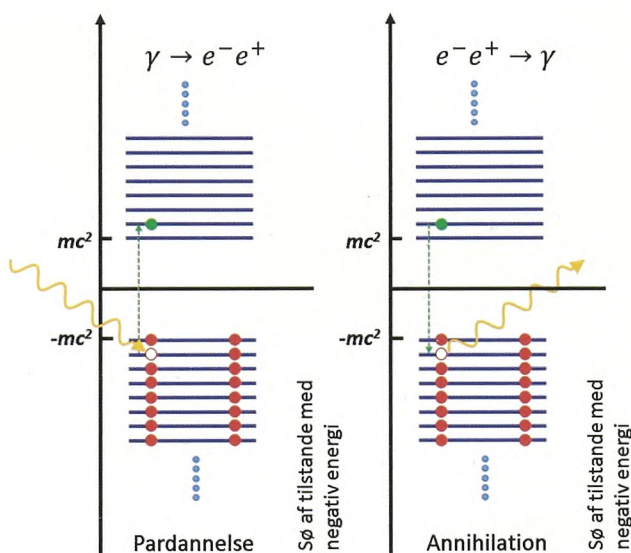 γ → e⁻e⁺
mc²
-mc²
Sø af tilstande med
negativ energi
Pardannelse
e⁻e⁺ → γ
mc²
-mc²
Sø af tilstande med
negativ energi
Annihilation